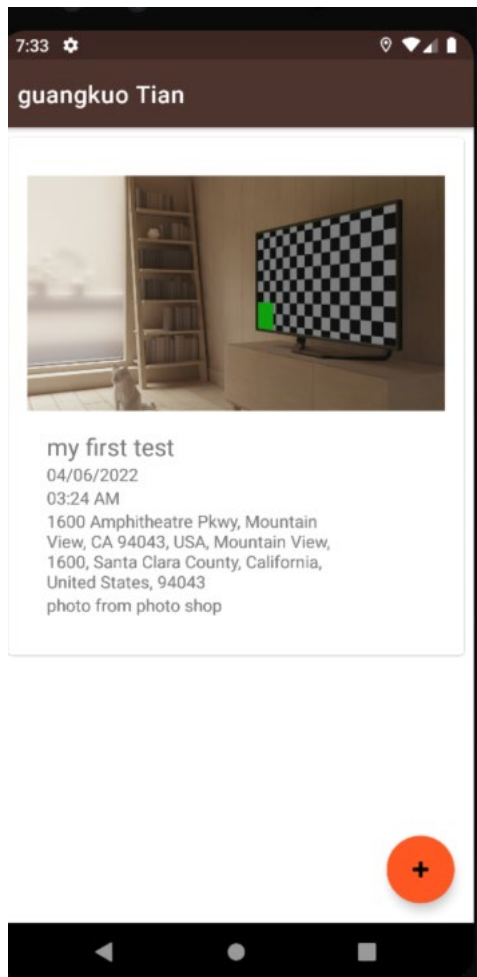 7:33
guangkuo Tian
my first test
04/06/2022
03:24 AM
1600 Amphitheatre Pkwy, Mountain
View, CA 94043, USA, Mountain View,
1600, Santa Clara County, California,
United States, 94043
photo from photo shop
+